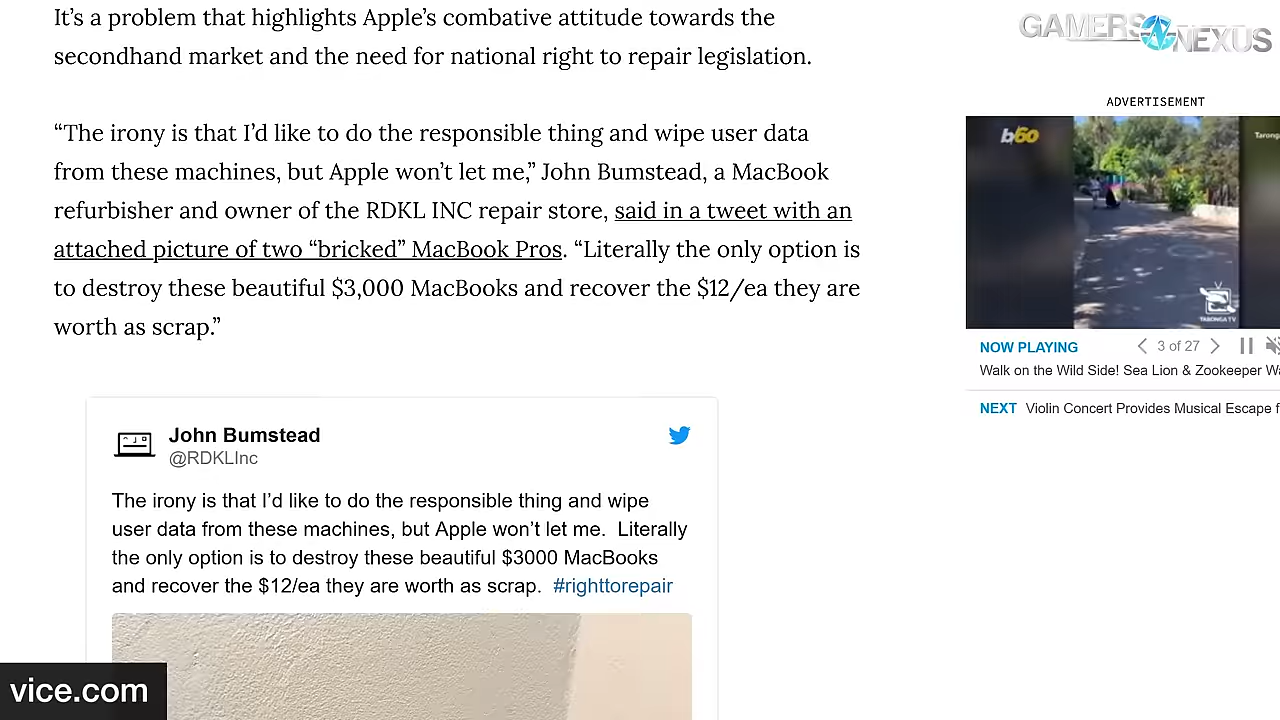 It’s a problem that highlights Apple’s combative attitude towards the
secondhand market and the need for national right to repair legislation.
“The irony is that I’d like to do the responsible thing and wipe user data
from these machines, but Apple won’t let me,” John Bumstead, a MacBook
refurbisher and owner of the RDKL INC repair store, said in a tweet with an
attached picture of two “bricked” MacBook Pros. “Literally the only option is
to destroy these beautiful $3,000 MacBooks and recover the $12/ea they are
worth as scrap.”
John Bumstead
@RDKLInc
The irony is that I’d like to do the responsible thing and wipe
user data from these machines, but Apple won’t let me. Literally
the only option is to destroy these beautiful $3000 MacBooks
and recover the $12/ea they are worth as scrap. #righttorepair
vice.com
GAMERS NEXUS
ADVERTISEMENT
b60
Taronga
TARONGA TV
NOW PLAYING
3 of 27
Walk on the Wild Side! Sea Lion & Zookeeper
NEXT Violin Concert Provides Musical Escape